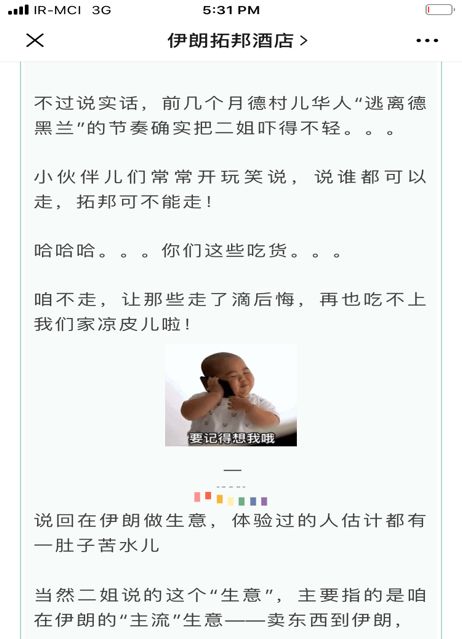 IR-MCI 3G 5:31 PM
伊朗拓邦酒店
不过说实话，前几个月德村儿华人“逃离德
黑兰”的节奏确实把二姐吓得不轻。。。
小伙伴儿们常常开玩笑说，说谁都可以
走，拓邦可不能走！
哈哈哈。。。你们这些吃货。。。
咱不走，让那些走了滴后悔，再也吃不上
我们家凉皮儿啦！
要记得想我哦
一
说回在伊朗做生意，体验过的人估计都有
一肚子苦水儿
当然二姐说的这个“生意”，主要指的是咱
在伊朗的“主流”生意——卖东西到伊朗，